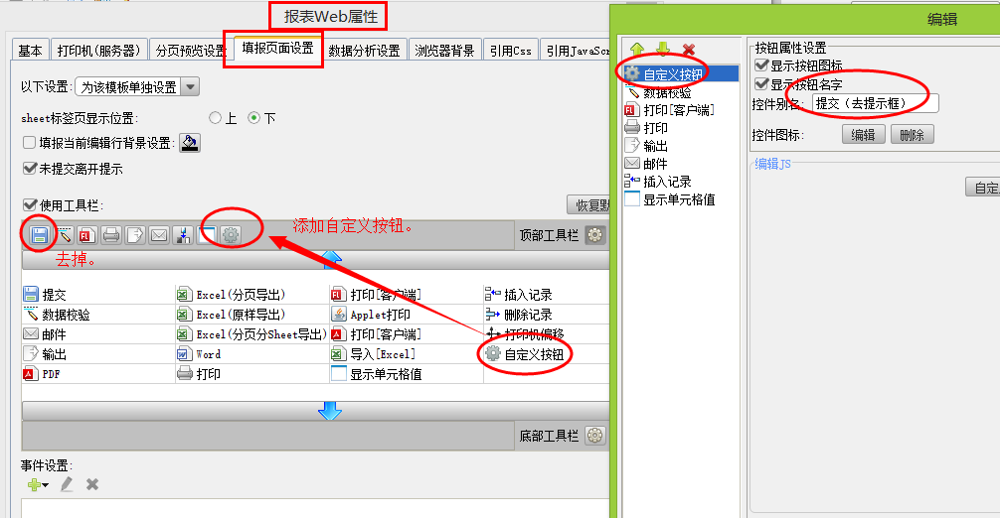 报表Web属性
基本
打印机(服务器)
分页预览设置
填报页面设置
数据分析设置
浏览器背景
引用Css
引用JavaScr
以下设置:
为该模板单独设置
sheet标签页显示位置:
上
下
填报当前编辑行背景设置:
未提交离开提示
使用工具栏:
恢复默
添加自定义按钮。
顶部工具栏
去掉。
提交
Excel(分页导出)
打印[客户端]
插入记录
数据校验
Excel(原样导出)
Applet打印
删除记录
邮件
Excel(分页分Sheet导出)
打印[客户端]
打印机偏移
输出
Word
导入[Excel]
自定义按钮
PDF
打印
显示单元格值
底部工具栏
事件设置:
编辑
自定义按钮
数据校验
打印[客户端]
打印
输出
邮件
插入记录
显示单元格值
按钮属性设置
显示按钮图标
显示按钮名字
控件别名:
提交（去提示框）
控件图标:
编辑
删除
编辑JS
自定